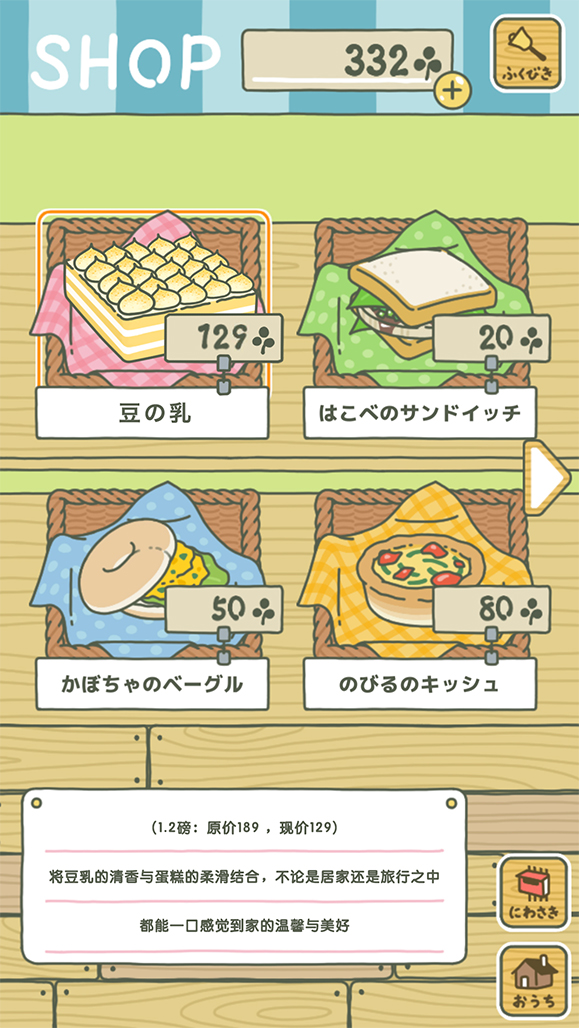 SHOP
332
ふくびき
129
豆の乳
20
はこべのサンドイッチ
50
かぼちゃのベーグル
80
のびるのキッシュ
(1.2磅：原价189，现价129)
将豆乳的清香与蛋糕的柔滑结合，不论是居家还是旅行之中
都能一口感觉到家的温馨与美好
にわさき
おうち